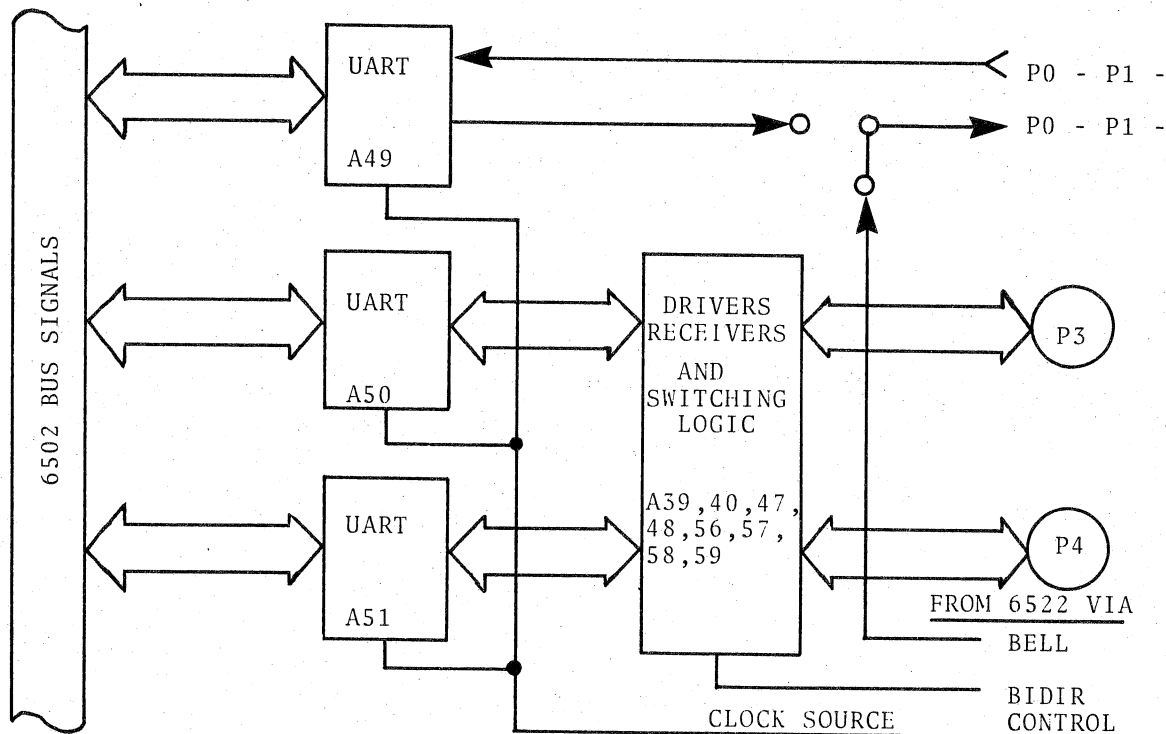 UART
A49
P0 - P1 -
P0 - P1 -
6502 BUS SIGNALS
UART
A50
DRIVERS
RECEIVERS
AND
SWITCHING
LOGIC
A39,40,47,
48,56,57,
58,59
P3
UART
A51
P4
FROM 6522 VIA
BELL
BIDIR
CONTROL
CLOCK SOURCE